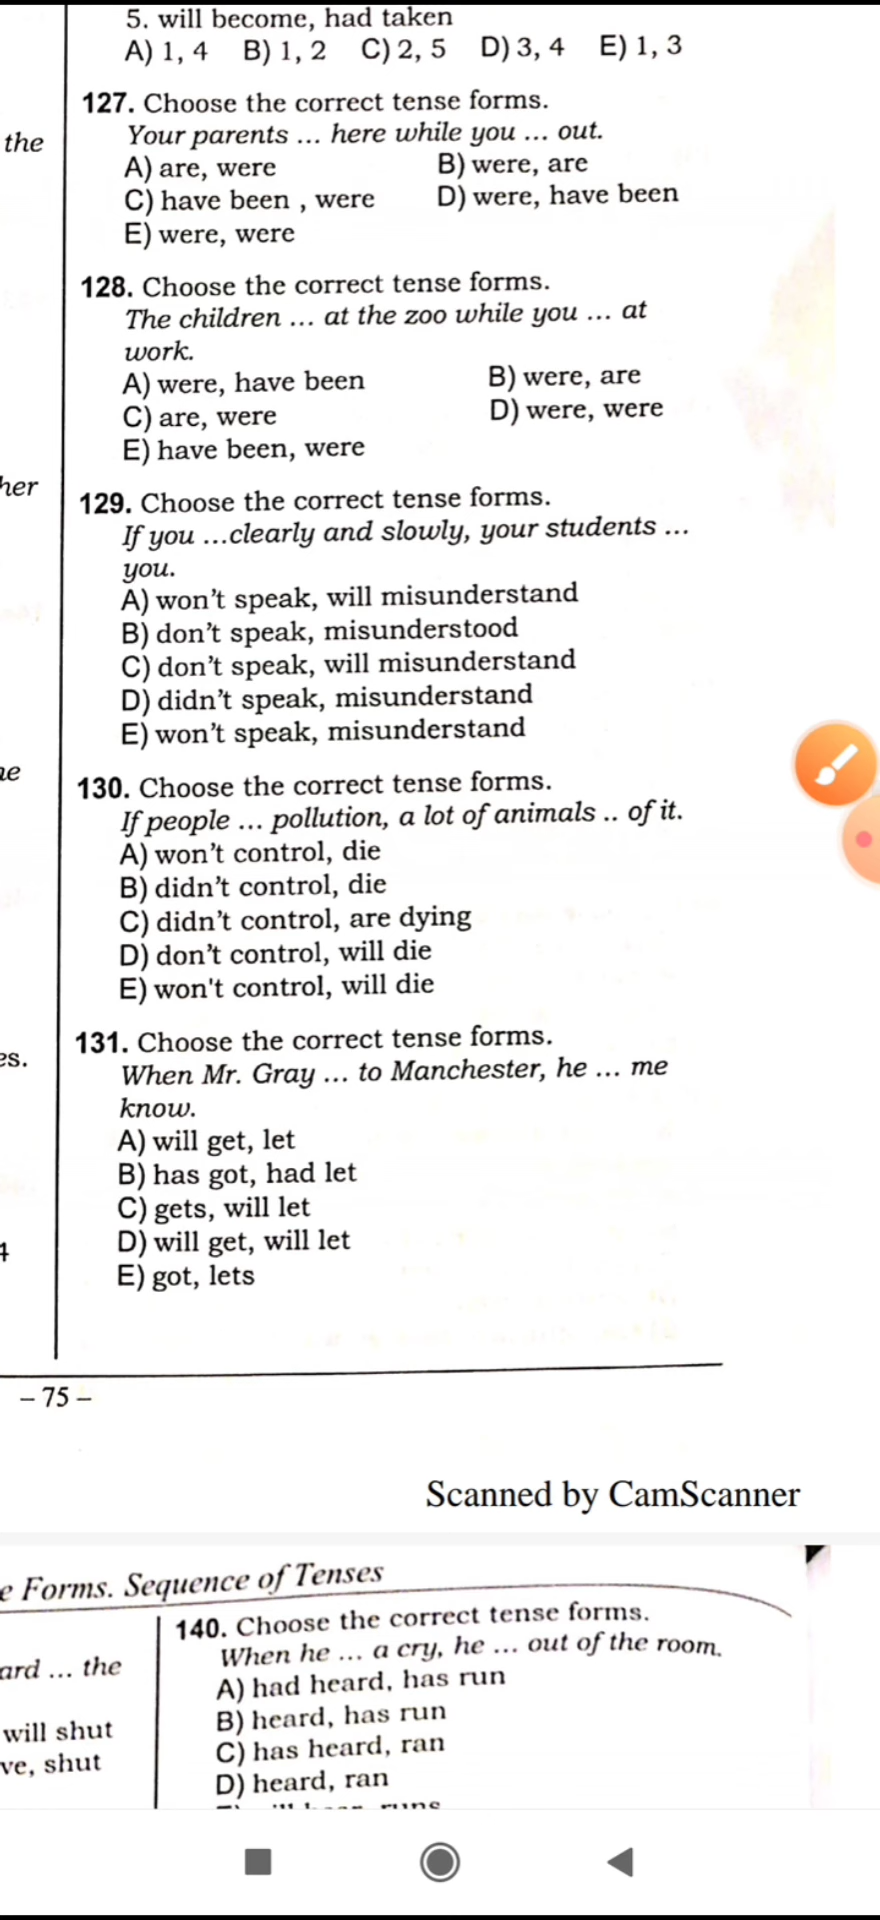 5. will become, had taken
A) 1, 4 B) 1, 2 C) 2, 5 D) 3, 4 E) 1, 3
127. Choose the correct tense forms.
the
Your parents ... here while you ... out.
A) are, were B) were, are
C) have been , were D) were, have been
E) were, were
128. Choose the correct tense forms.
The children ... at the zoo while you ... at
work.
A) were, have been B) were, are
C) are, were D) were, were
E) have been, were
her
129. Choose the correct tense forms.
If you ...clearly and slowly, your students ...
you.
A) won't speak, will misunderstand
B) don't speak, misunderstood
C) don't speak, will misunderstand
D) didn't speak, misunderstand
E) won't speak, misunderstand
130. Choose the correct tense forms.
If people ... pollution, a lot of animals .. of it.
A) won't control, die
B) didn't control, die
C) didn't control, are dying
D) don't control, will die
E) won't control, will die
es.
131. Choose the correct tense forms.
When Mr. Gray ... to Manchester, he ... me
know.
A) will get, let
B) has got, had let
C) gets, will let
D) will get, will let
E) got, lets
– 75 –
Scanned by CamScanner
e Forms. Sequence of Tenses
ard ... the
will shut
ve, shut
140. Choose the correct tense forms.
When he ... a cry, he ... out of the room.
A) had heard, has run
B) heard, has run
C) has heard, ran
D) heard, ran